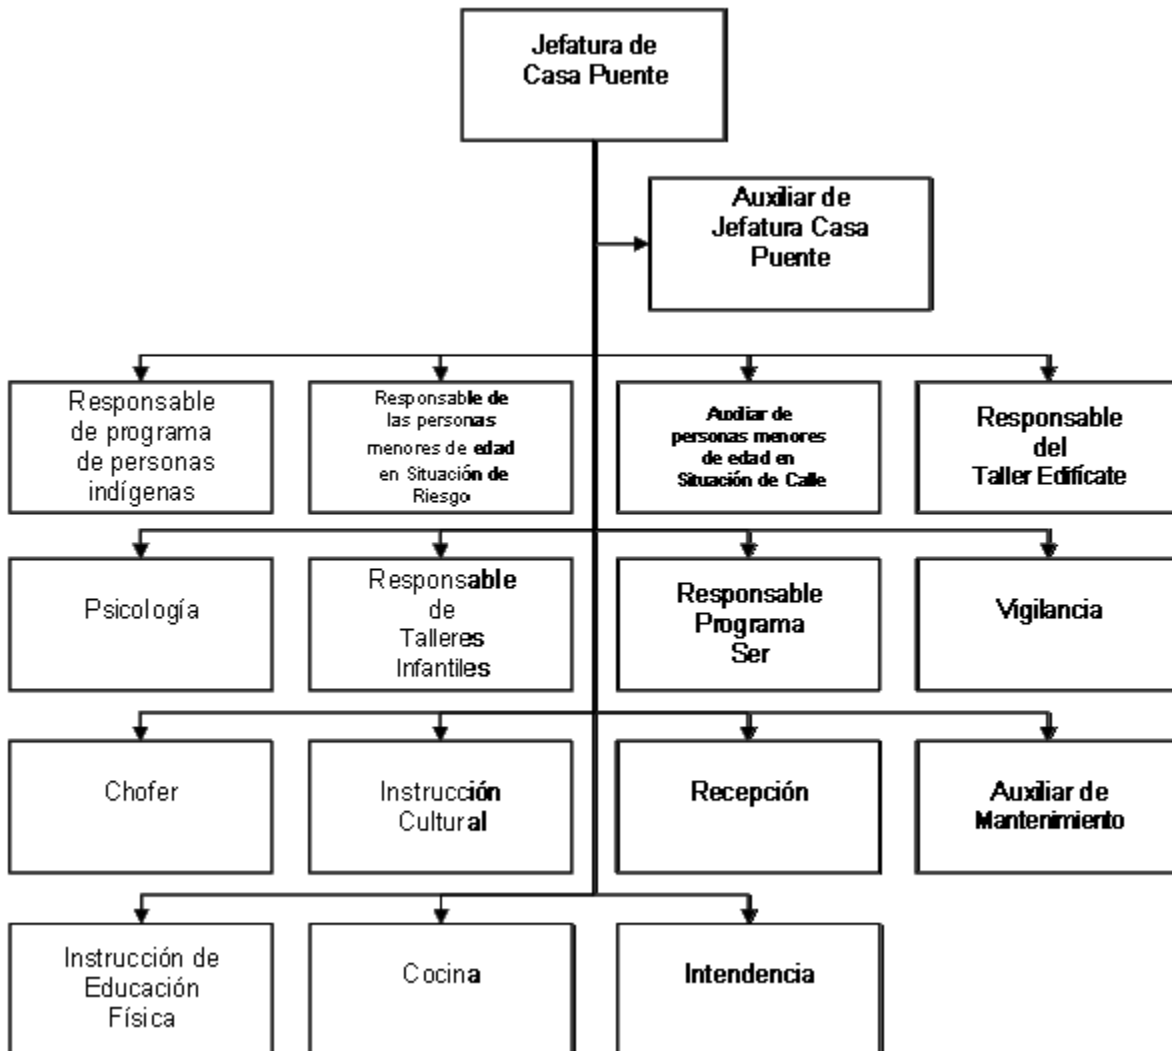 Jefatura de
Casa Puente
Auxiliar de
Jefatura Casa
Puente
Responsable
de programa
de personas
indígenas
Responsable de
las personas
menores de edad
en Situación de
Riesgo
Auxiliar de
personas menores
de edad en
Situación de Calle
Responsable
del
Taller Edifícate
Psicología
Responsable
de
Talleres
Infantiles
Responsable
Programa
Ser
Vigilancia
Chofer
Instrucción
Cultural
Recepción
Auxiliar de
Mantenimiento
Instrucción de
Educación
Física
Cocina
Intendencia